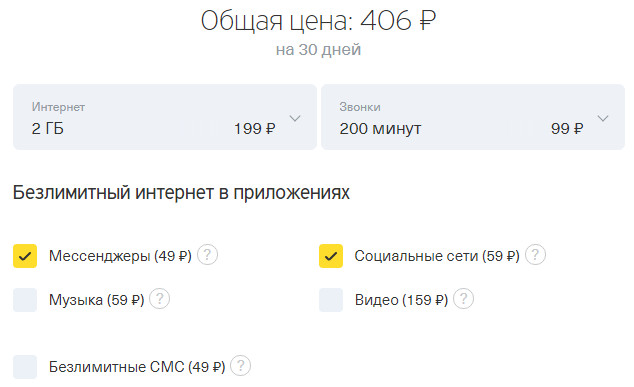 Общая цена: 406 ₽
на 30 дней
Интернет
2 ГБ 199 ₽
Звонки
200 минут 99 ₽
Безлимитный интернет в приложениях
Мессенджеры (49 ₽) ?
Социальные сети (59 ₽) ?
Музыка (59 ₽) ?
Видео (159 ₽) ?
Безлимитные СМС (49 ₽) ?